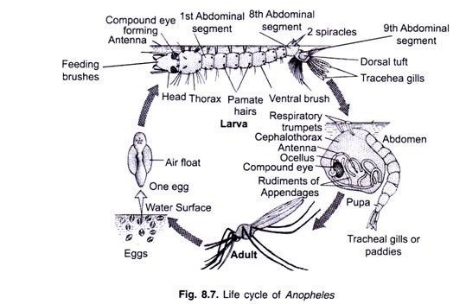 Compound eye
forming
Antenna
1st Abdominal
segment
8th Abdominal
segment
2 spiracles
9th Abdominal
segment
Feeding
brushes
Dorsal tuft
Tracehea gills
Head
Thorax
Pamate
hairs
Ventral brush
Larva
Respiratory
trumpets
Cephalothorax
Antenna
Ocellus
Compound eye
Rudiments of
Appendages
Abdomen
Pupa
Tracheal gills or
paddies
Air float
One egg
Water Surface
Eggs
Adult
Fig. 8.7. Life cycle of Anopheles